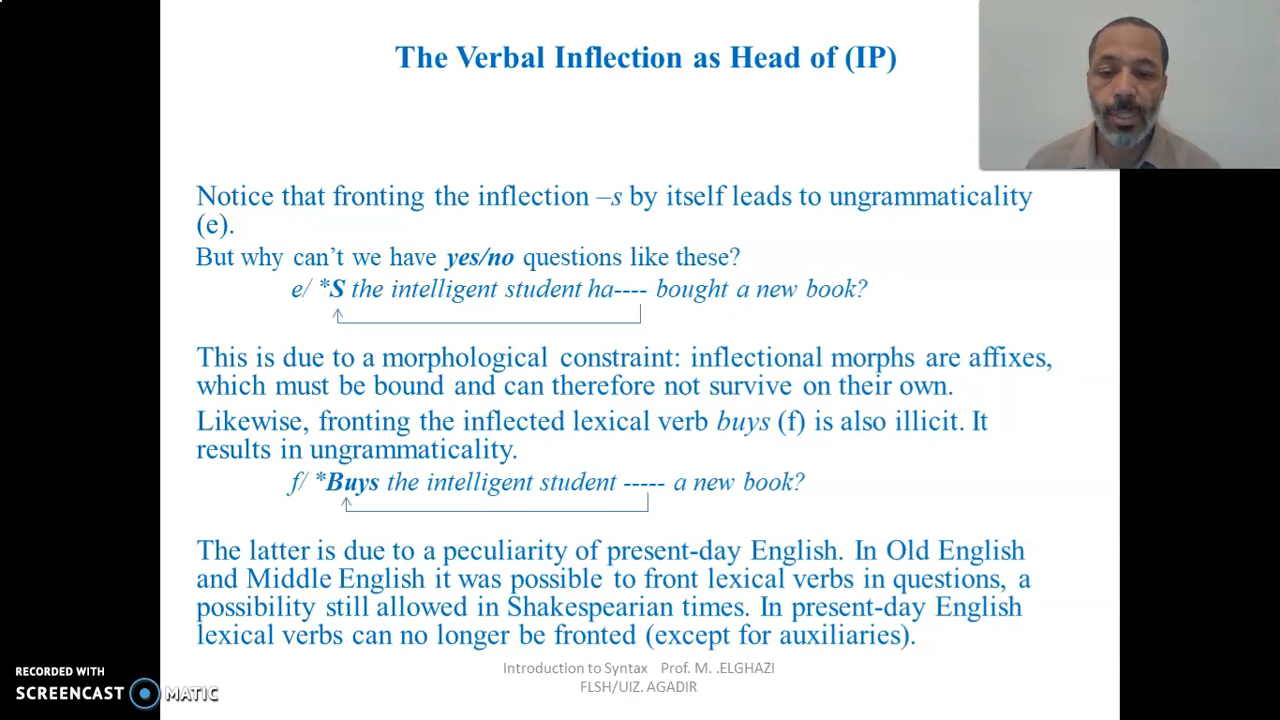 The Verbal Inflection as Head of (IP)
Notice that fronting the inflection –s by itself leads to ungrammaticality
(e).
But why can’t we have yes/no questions like these?
e/ *S the intelligent student ha---- bought a new book?
This is due to a morphological constraint: inflectional morphs are affixes,
which must be bound and can therefore not survive on their own.
Likewise, fronting the inflected lexical verb buys (f) is also illicit. It
results in ungrammaticality.
f/ *Buys the intelligent student ----- a new book?
The latter is due to a peculiarity of present-day English. In Old English
and Middle English it was possible to front lexical verbs in questions, a
possibility still allowed in Shakespearian times. In present-day English
lexical verbs can no longer be fronted (except for auxiliaries).
Introduction to Syntax Prof. M. .ELGHAZI
FLSH/UIZ. AGADIR
RECORDED WITH
SCREENCAST MATIC